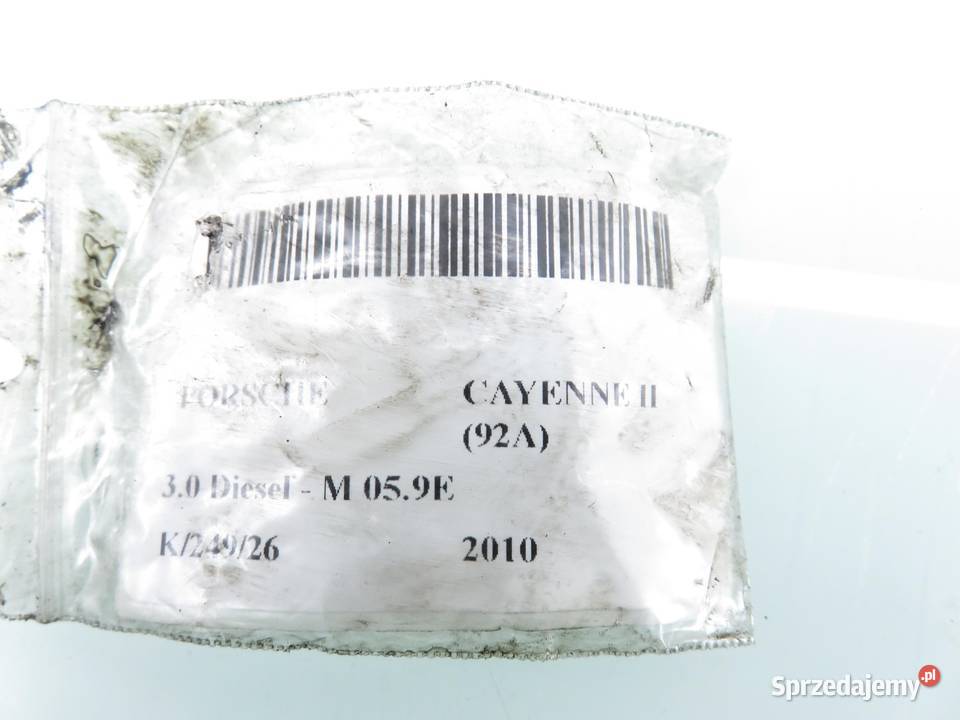 PORSCHE CAYENNE II
(92A)
3.0 Diesel - M 05.9E
K/249/26 2010
Sprzedajemy.pl